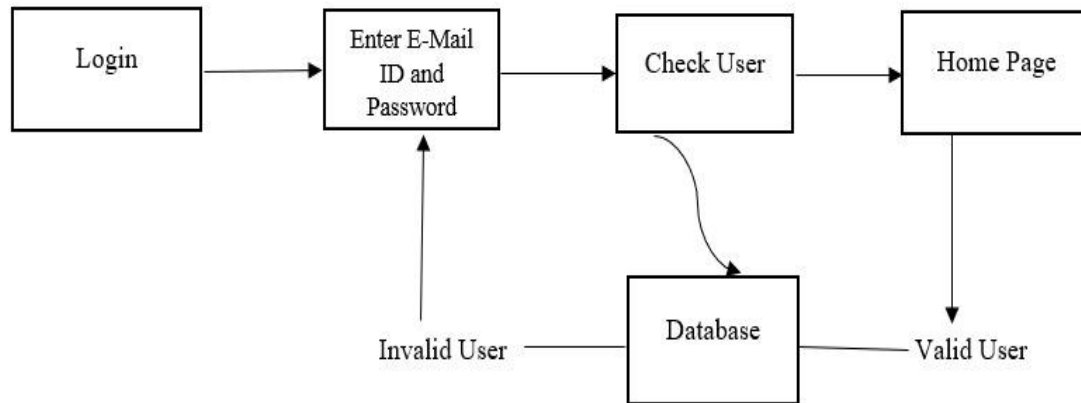 Login
Enter E-Mail
ID and
Password
Check User
Home Page
Invalid User
Database
Valid User